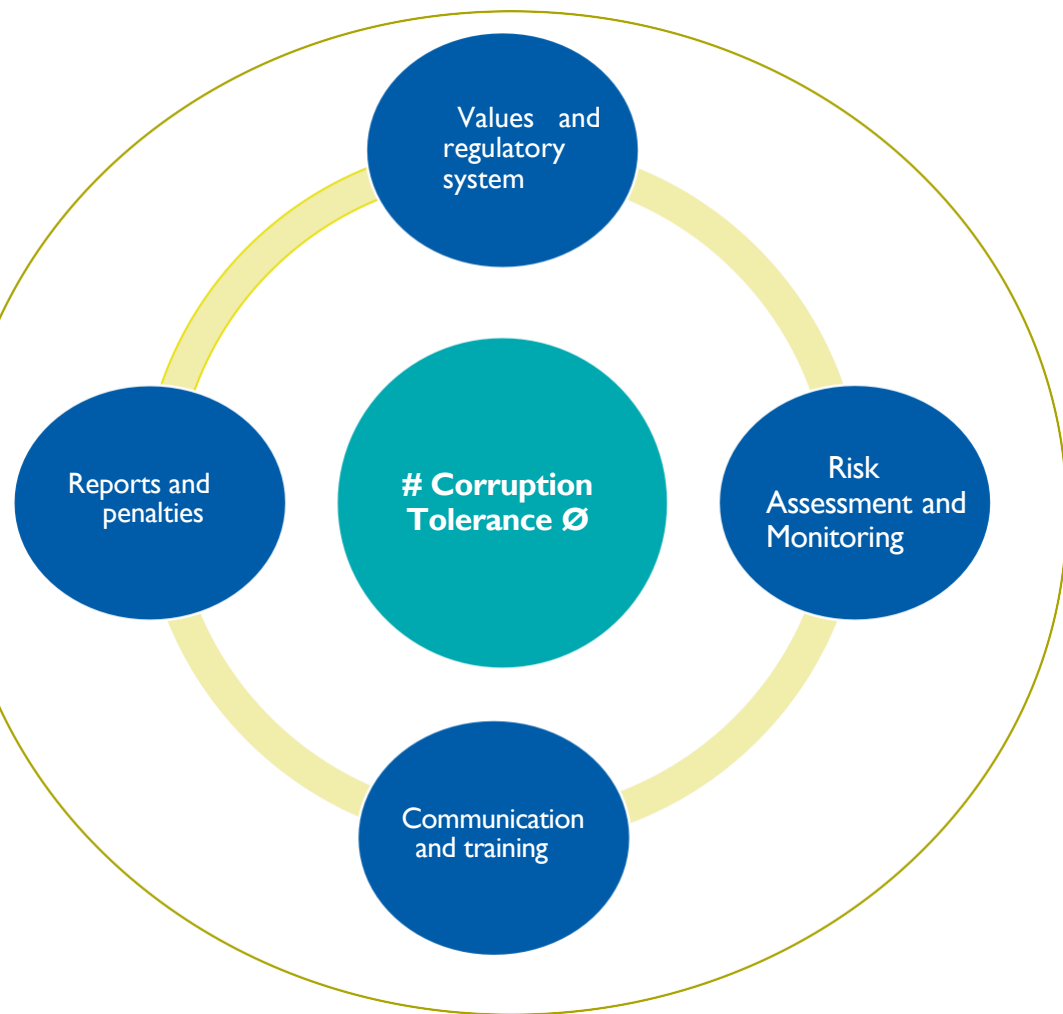 Values and
regulatory
system
Reports and
penalties
# Corruption
Tolerance Ø
Risk
Assessment and
Monitoring
Communication
and training